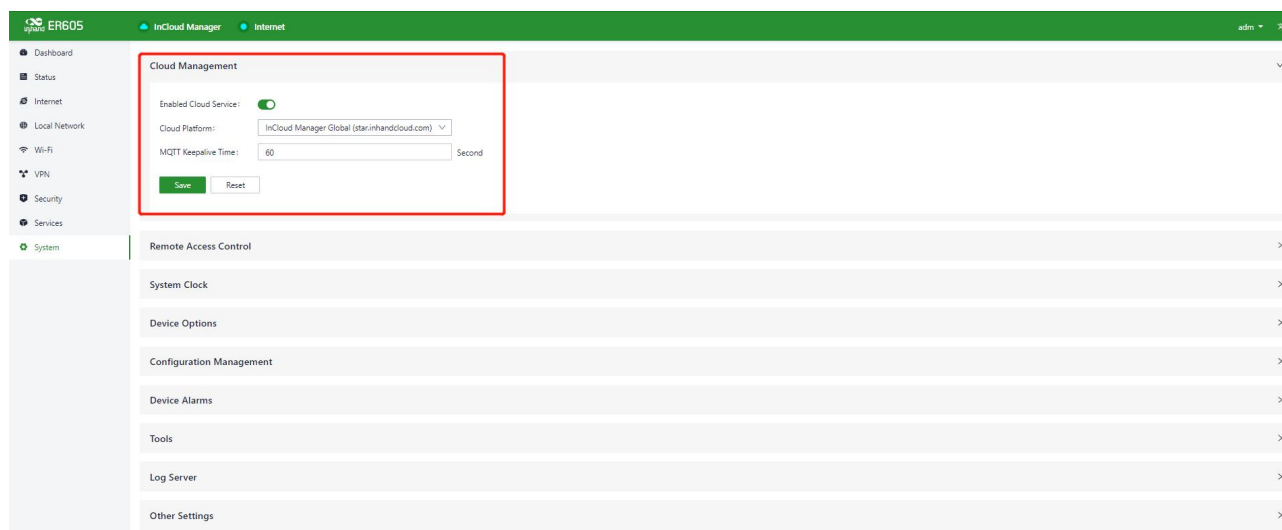 inhand ER605 InCloud Manager Internet adm
Dashboard
Status
Internet
Local Network
Wi-Fi
VPN
Security
Services
System
Cloud Management
Enabled Cloud Service:
Cloud Platform: InCloud Manager Global (star.inhandcloud.com)
MQTT Keepalive Time: 60 Second
Save Reset
Remote Access Control
System Clock
Device Options
Configuration Management
Device Alarms
Tools
Log Server
Other Settings